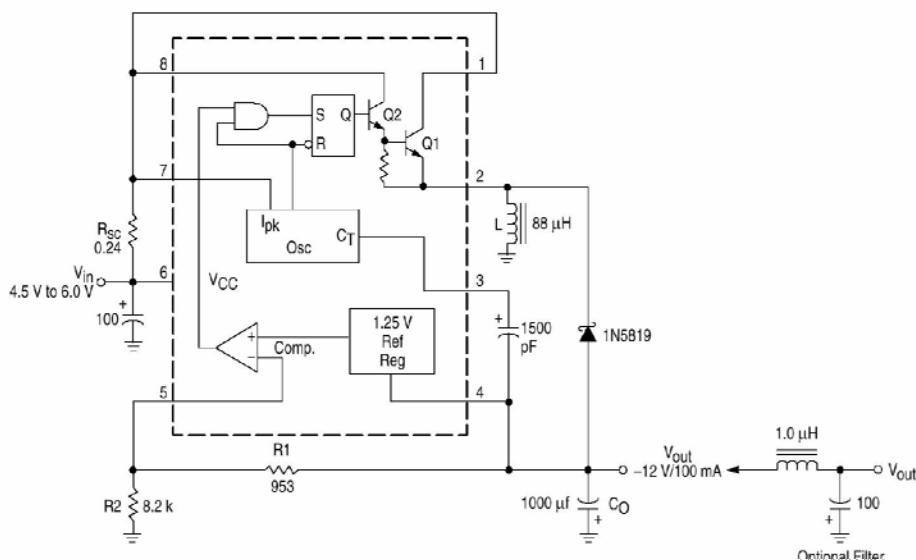 8
1
S Q
R
Q2
Q1
7
2
Rsc
0.24
Ipk
Osc
CT
L
88 µH
Vin
4.5 V to 6.0 V
6
VCC
3
+
100
+
1500
pF
1N5819
+
−
Comp.
1.25 V
Ref
Reg
5
4
R1
953
R2
8.2 k
Vout
−12 V/100 mA
1.0 µH
Vout
1000 µf
CO
+
100
+
Optional Filter